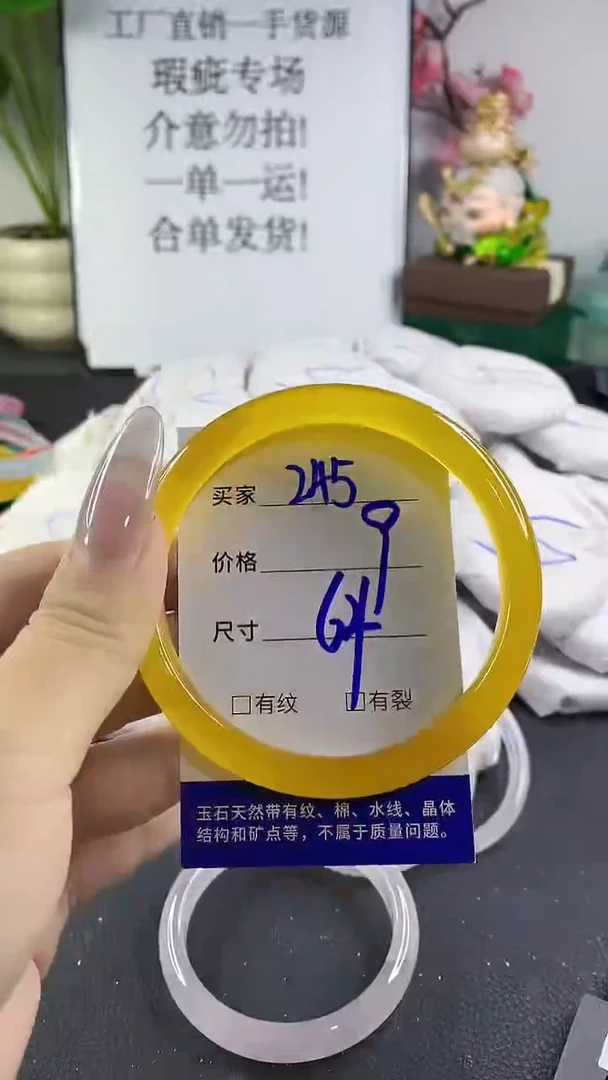 工厂直销一手货源
瑕疵专场
介意勿拍!
一单一运!
合单发货!
买家 245
价格
尺寸 64
□有纹 □有裂
玉石天然带有纹、棉、水线、晶体
结构和矿点等，不属于质量问题。